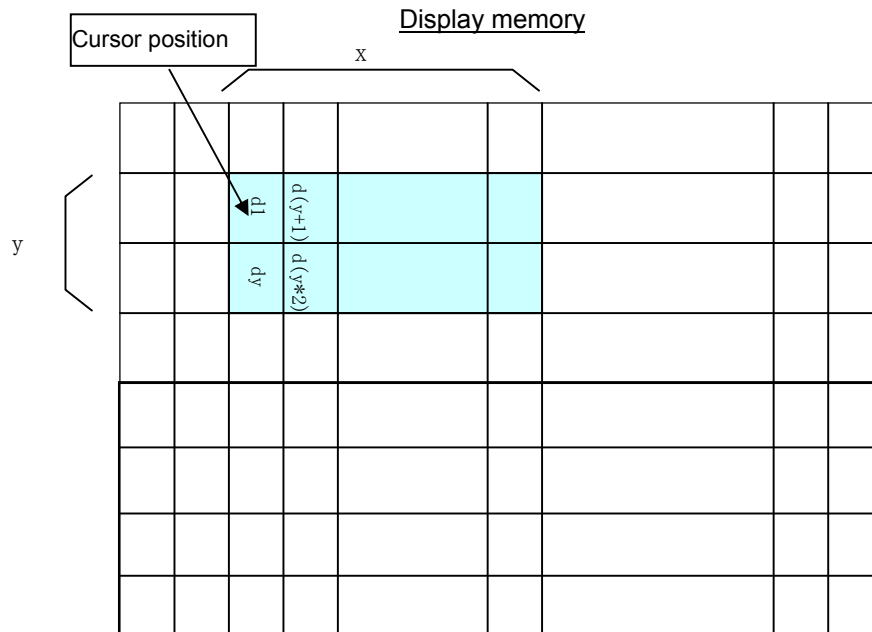 Display memory
Cursor position
x
y
d1
d(y+1)
dy
d(y*2)